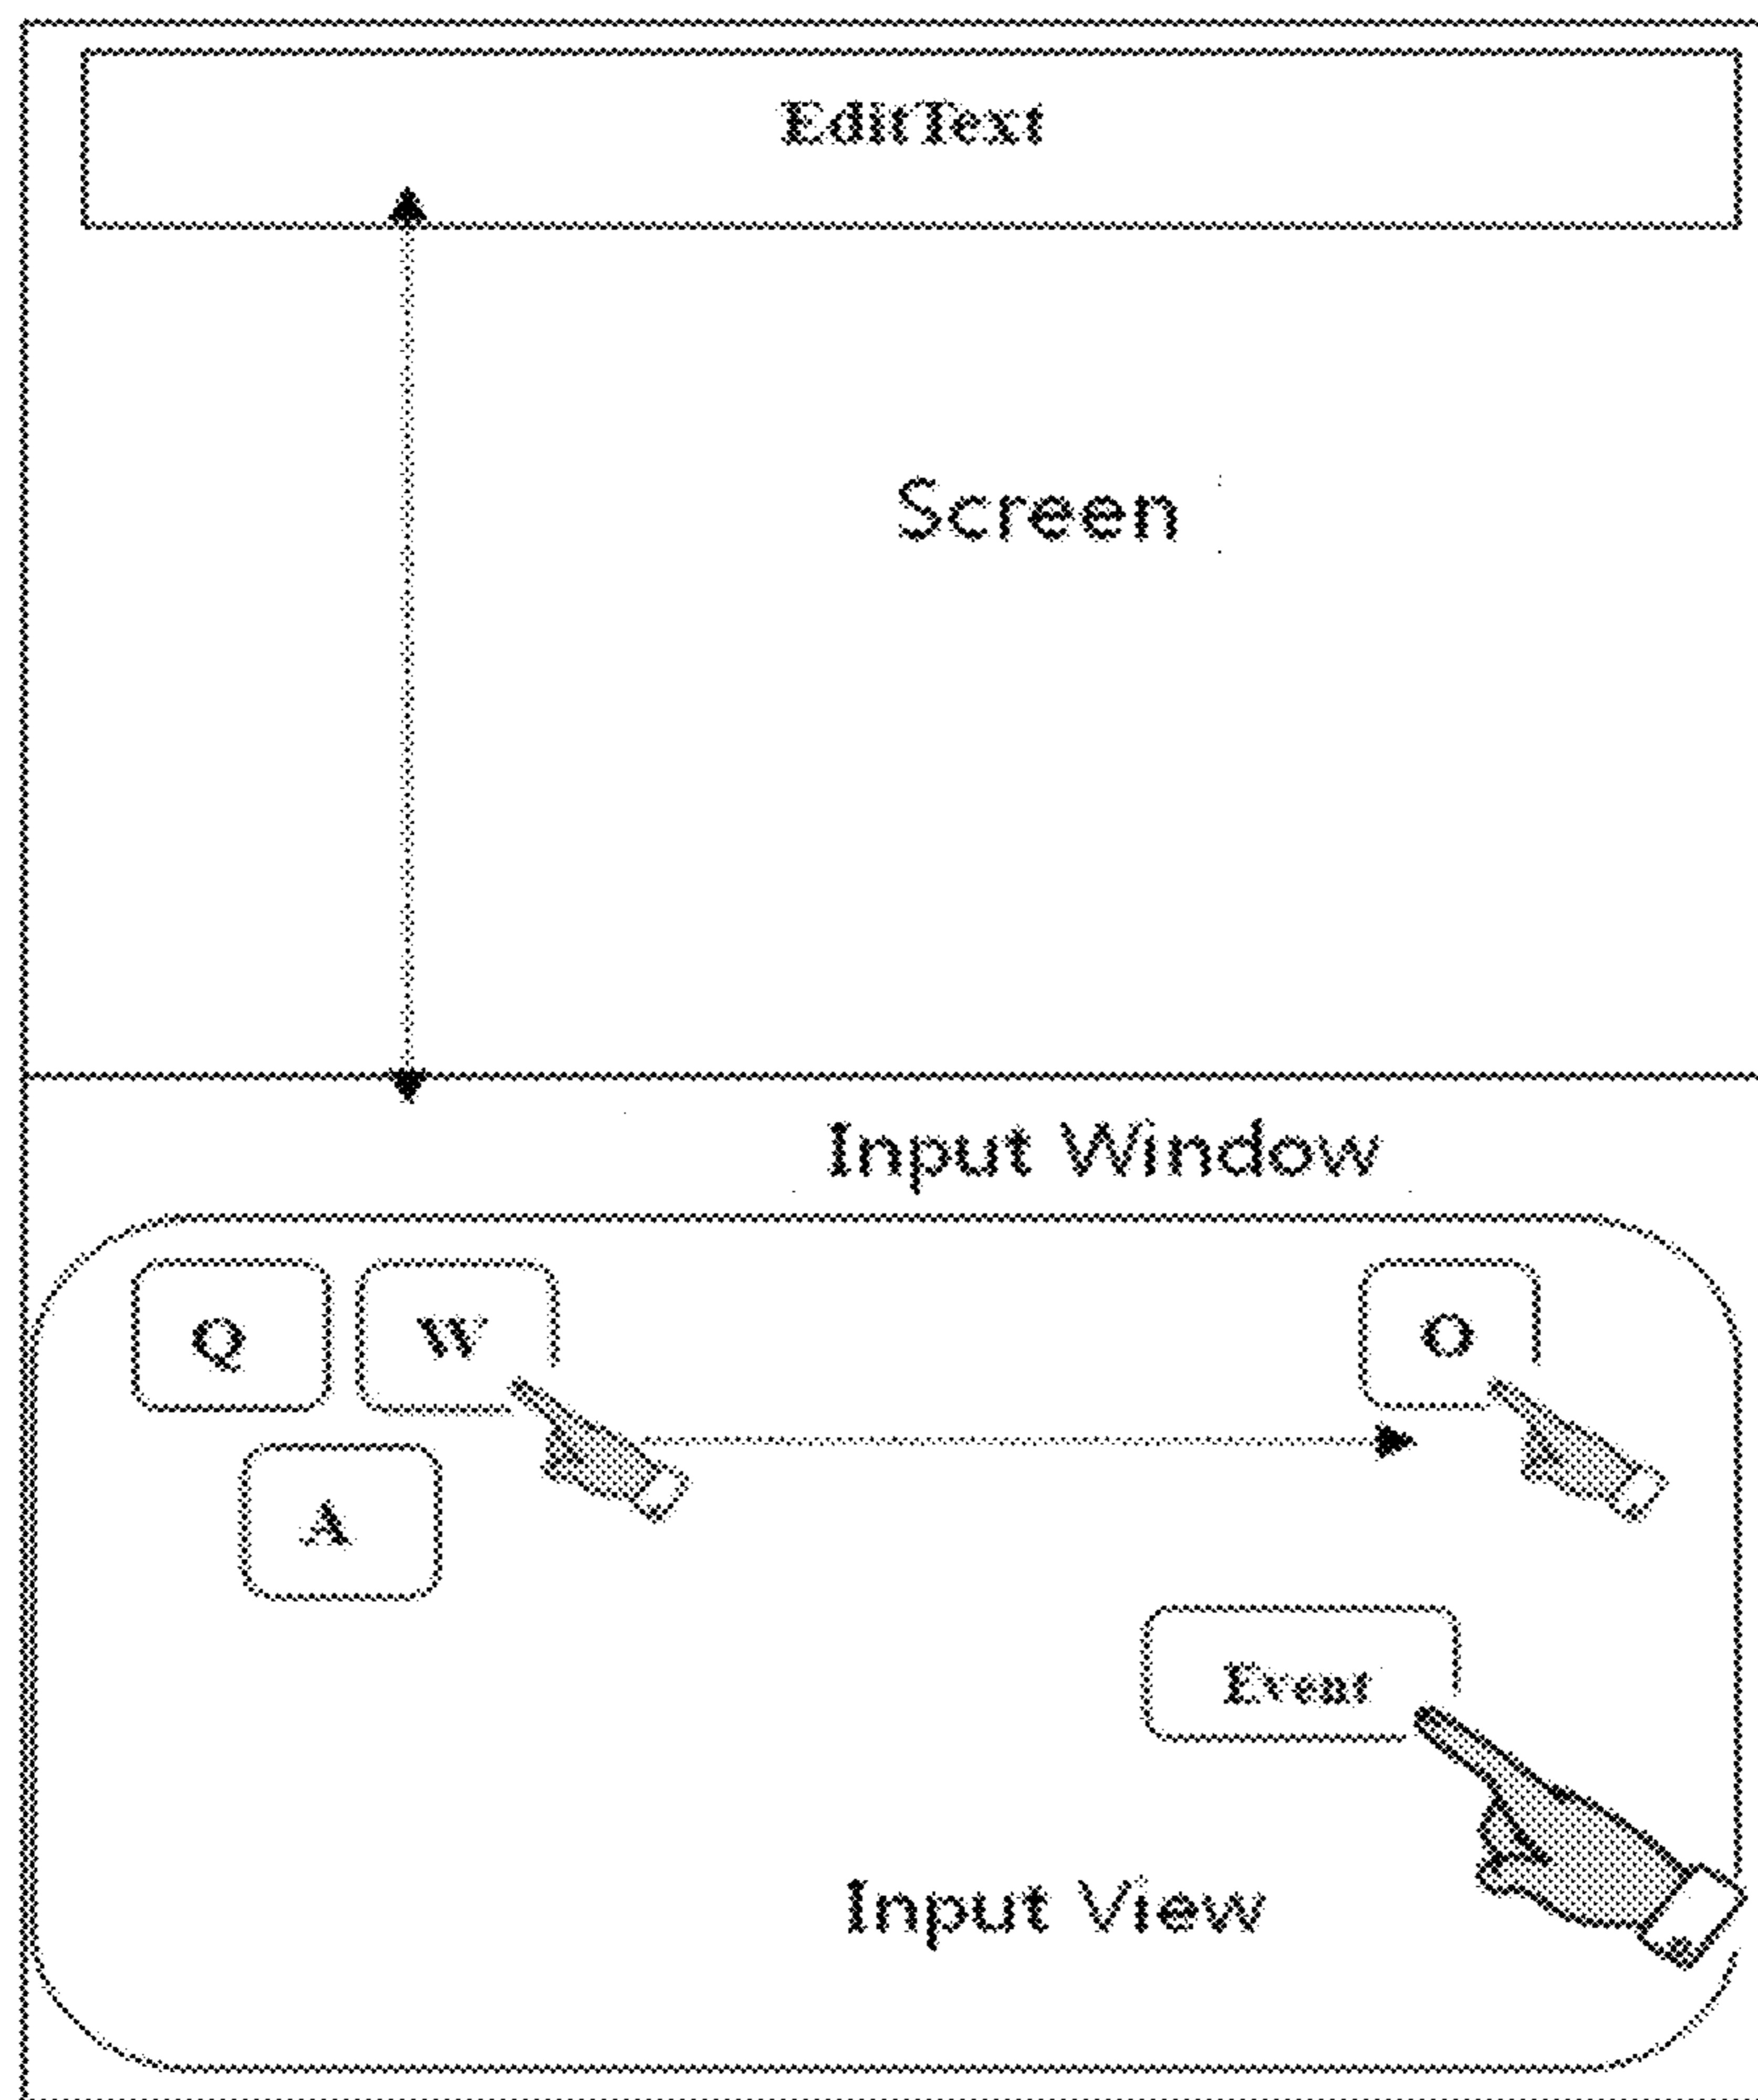 EditText
Screen
Input Window
Q W O
A
Event
Input View